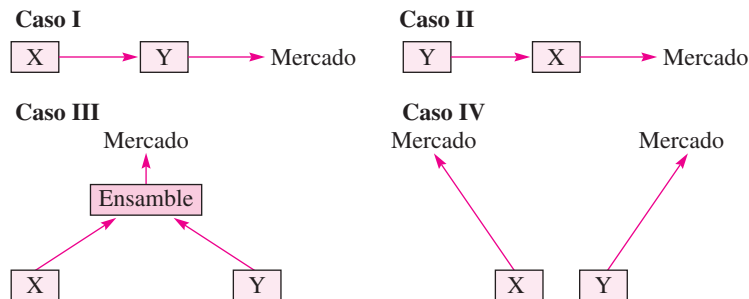 Caso I
X Y Mercado
Caso II
Y X Mercado
Caso III
Mercado
Ensamble
X Y
Caso IV
Mercado Mercado
X Y